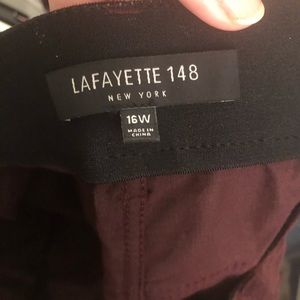 LAFAYETTE 148
NEW YORK
16W
MADE IN
CHINA